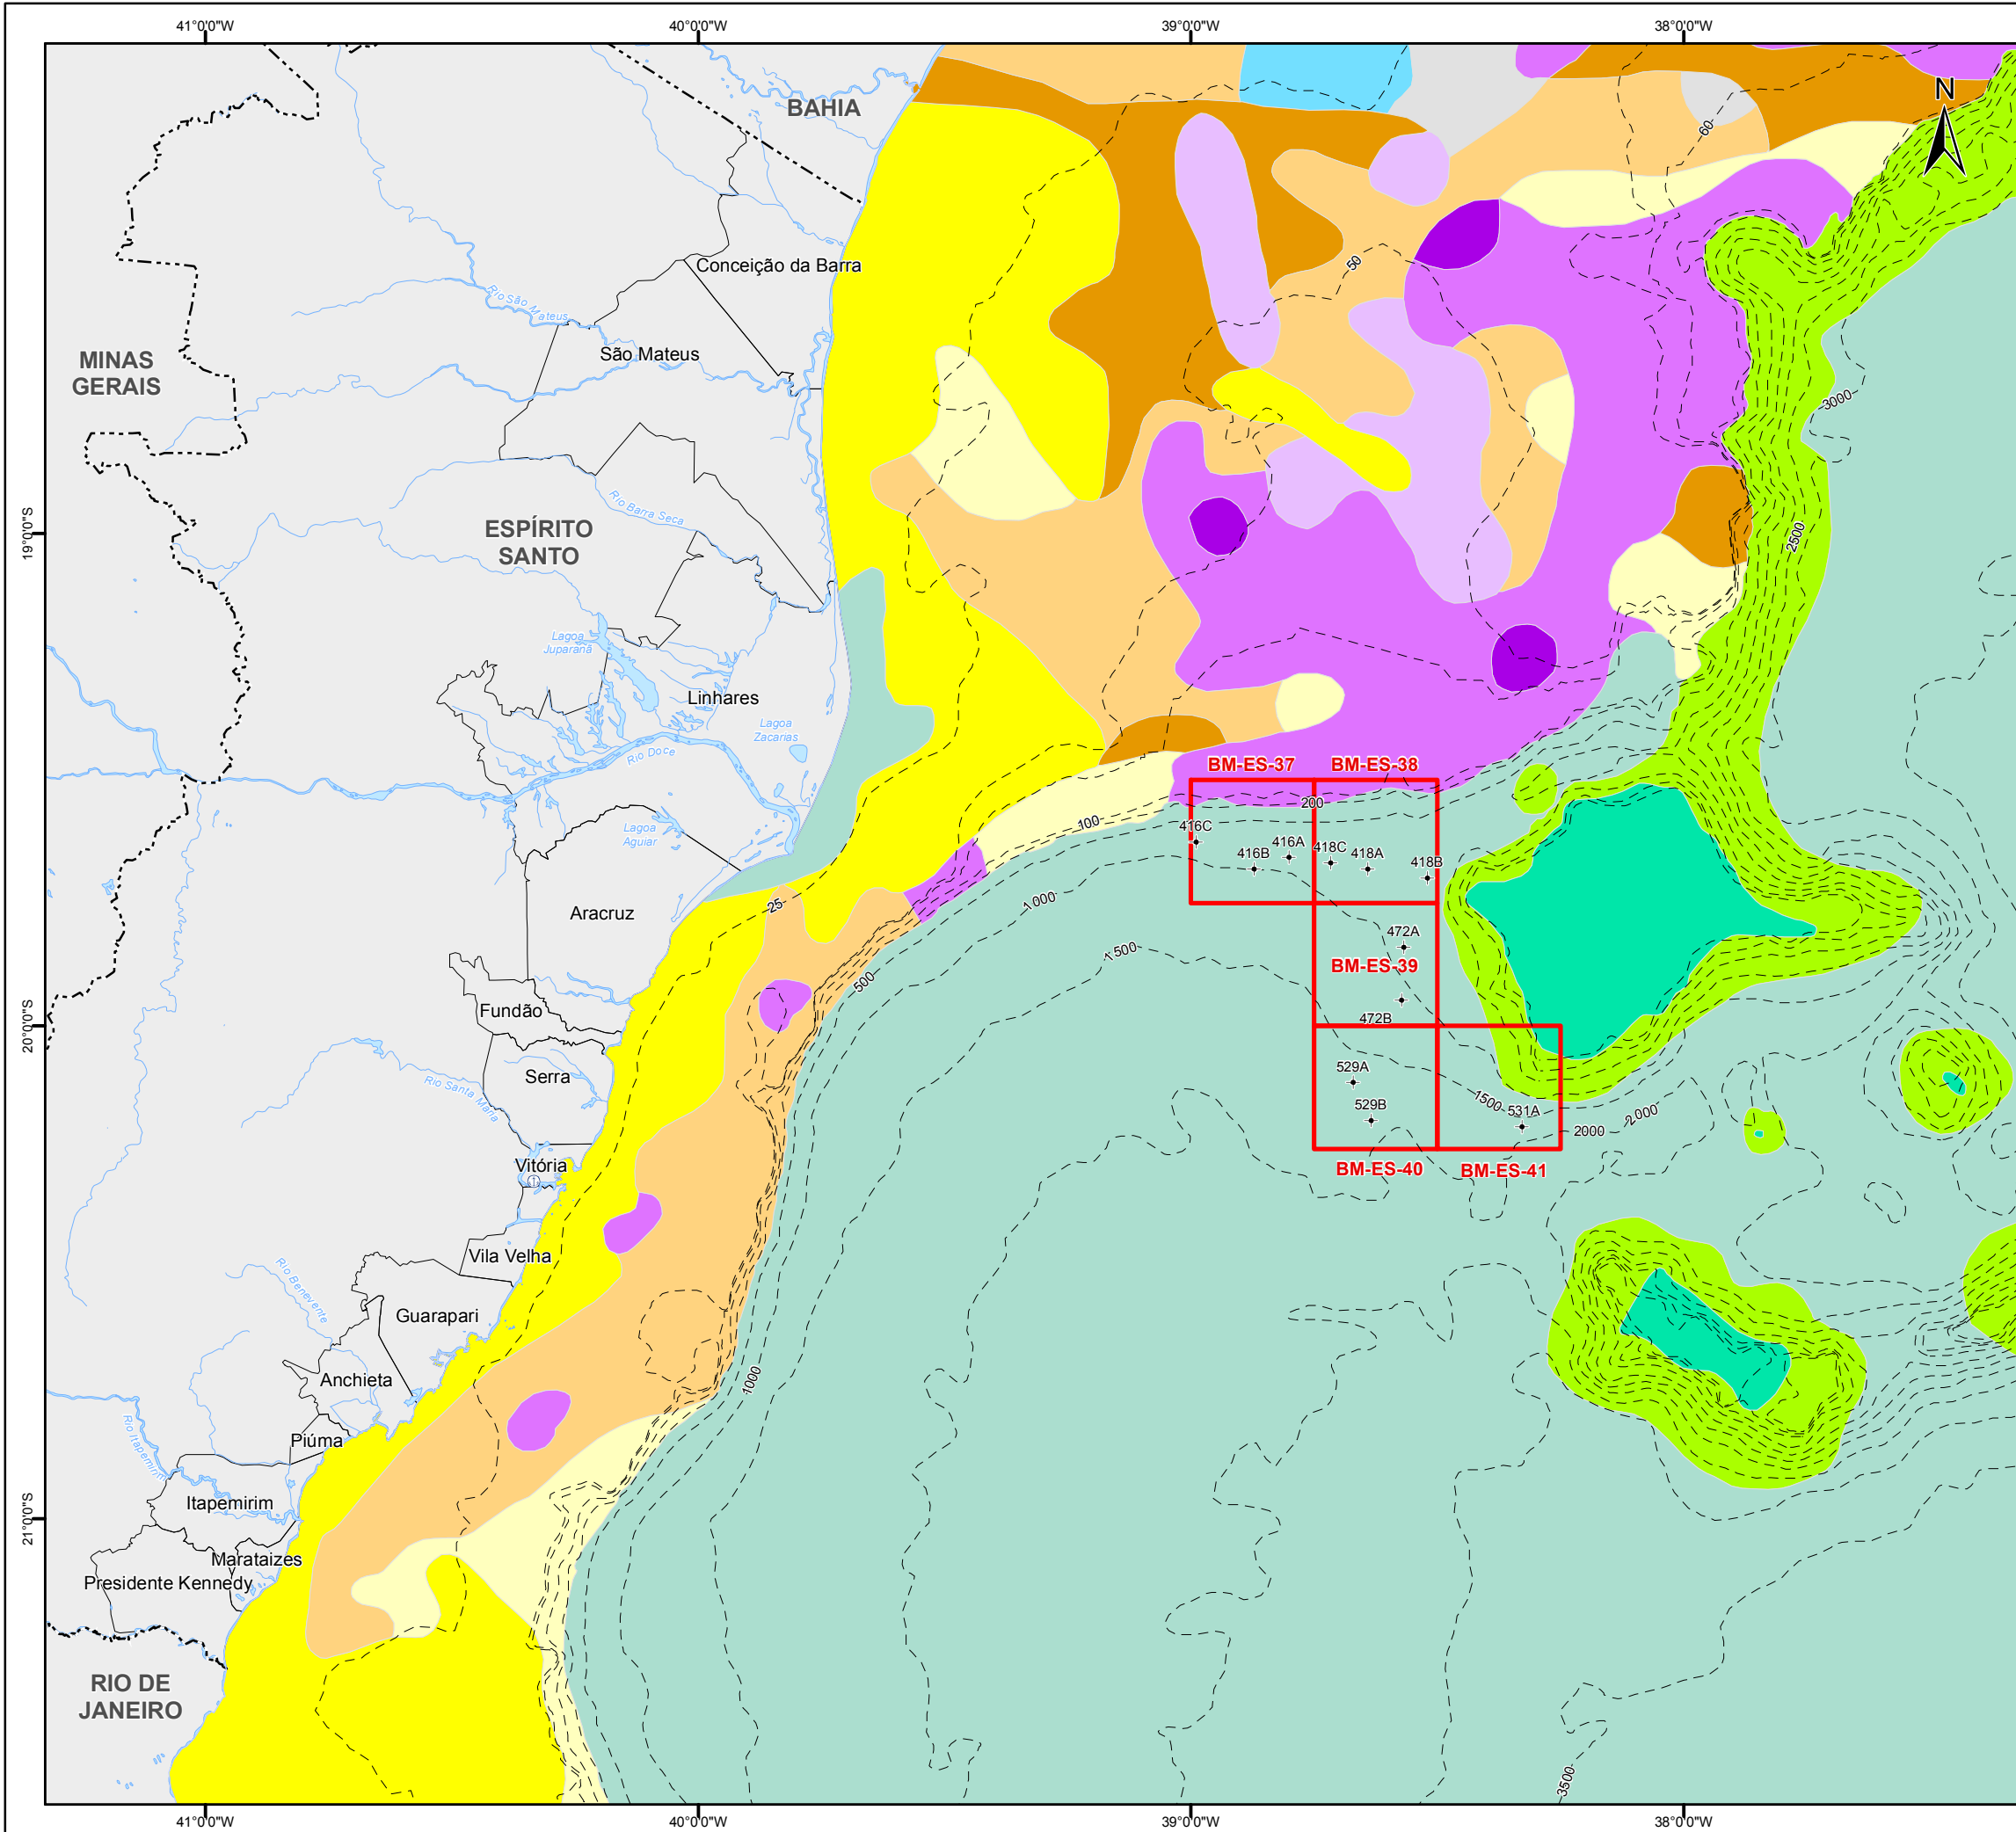 41°0'0"W
40°0'0"W
39°0'0"W
38°0'0"W
N
BAHIA
60
Conceição da Barra
50
Rio São Mateus
MINAS
GERAIS
São Mateus
3000
Rio Barra Seca
ESPÍRITO
SANTO
19°0'0"S
2500
Lagoa
Juparanã
Linhares
Lagoa
Zacarias
Rio Doce
BM-ES-37
BM-ES-38
200
100
416C
Lagoa
Aguiar
416B
416A
418C
418A
418B
1000
25
Aracruz
472A
1500
BM-ES-39
500
Fundão
472B
20°0'0"S
Serra
Rio Santa Maria
529A
529B
1500
531A
2000
2000
Vitória
BM-ES-40
BM-ES-41
Vila Velha
Rio Benevente
Guarapari
Anchieta
1000
Piúma
Rio Itapemirim
Itapemirim
21°0'0"S
Marataizes
Presidente Kennedy
RIO DE
JANEIRO
3500
41°0'0"W
40°0'0"W
39°0'0"W
38°0'0"W